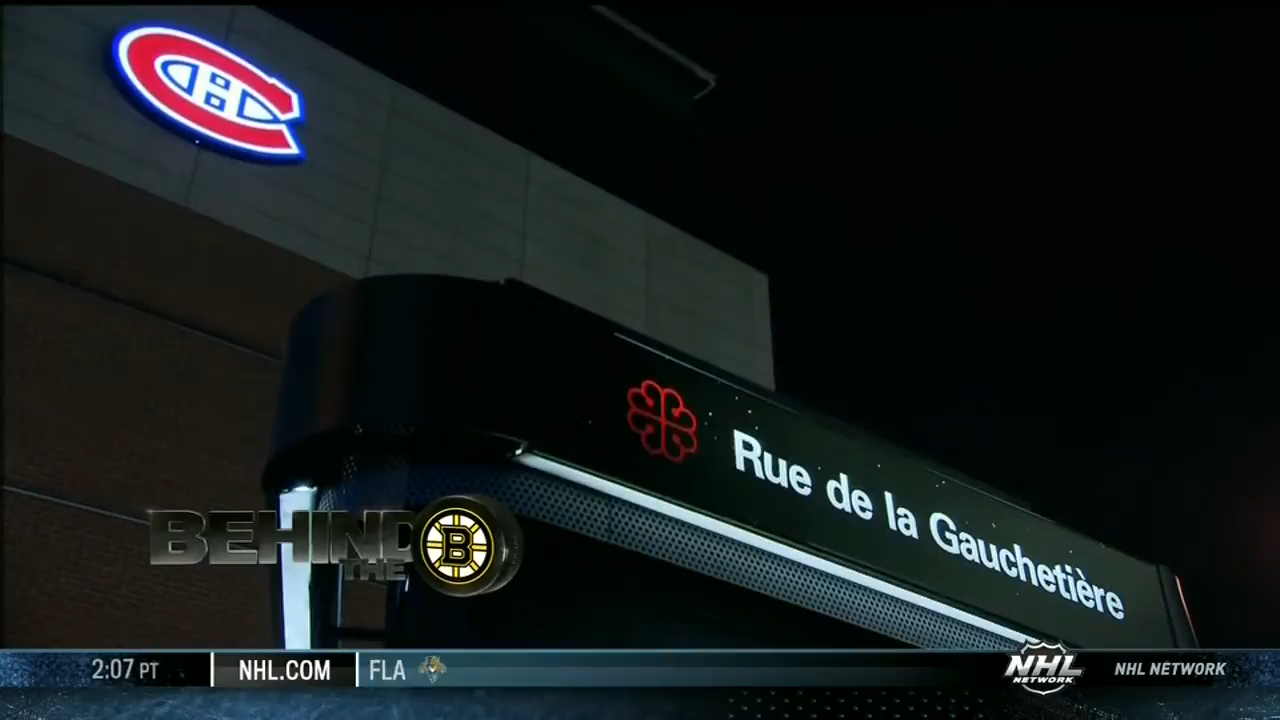 Rue de la Gauchetière
BEHIND
THE B
2:07 PT
NHL.COM
FLA
NHL
NETWORK
NHL NETWORK